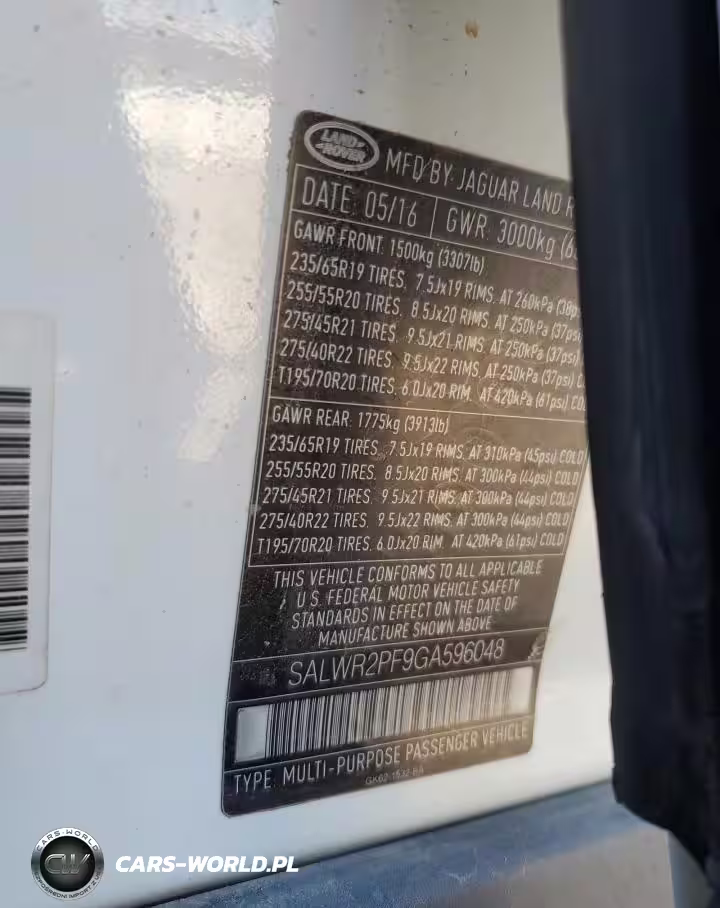 LAND ROVER
MFD BY: JAGUAR LAND
DATE: 05/16 GWR: 3000kg
GAWR FRONT: 1500kg (3307lb)
235/65R19 TIRES, 7.5Jx19 RIMS, AT 260kPa (38p
255/55R20 TIRES, 8.5Jx20 RIMS, AT 250kPa (37psi
275/45R21 TIRES, 9.5Jx21 RIMS, AT 250kPa (37psi)
275/40R22 TIRES, 9.5Jx22 RIMS, AT 250kPa (37psi) C
T195/70R20 TIRES, 6.0Jx20 RIM, AT 420kPa (61psi) CO
GAWR REAR: 1775kg (3913lb)
235/65R19 TIRES, 7.5Jx19 RIMS, AT 310kPa (45psi) COLD
255/55R20 TIRES, 8.5Jx20 RIMS, AT 300kPa (44psi) COLD
275/45R21 TIRES, 9.5Jx21 RIMS, AT 300kPa (44psi) COLD
275/40R22 TIRES, 9.5Jx22 RIMS, AT 300kPa (44psi) COLD
T195/70R20 TIRES, 6.0Jx20 RIM, AT 420kPa (61psi) COLD
THIS VEHICLE CONFORMS TO ALL APPLICABLE
U.S. FEDERAL MOTOR VEHICLE SAFETY
STANDARDS IN EFFECT ON THE DATE OF
MANUFACTURE SHOWN ABOVE
SALWR2PF9GA596048
TYPE: MULTI-PURPOSE PASSENGER VEHICLE
CARS-WORLD
CW
CARS-WORLD.PL